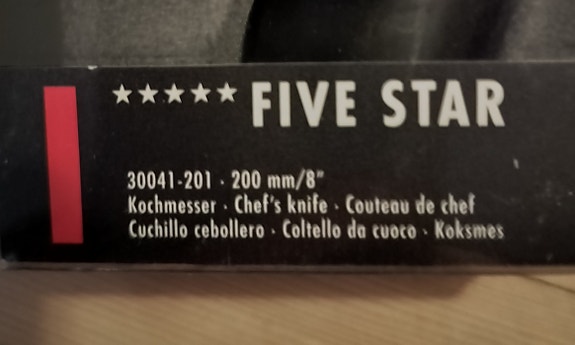 ★★★★★ FIVE STAR
30041-201 · 200 mm/8"
Kochmesser · Chef's knife · Couteau de chef
Cuchillo cebollero · Coltello da cuoco · Koksmes